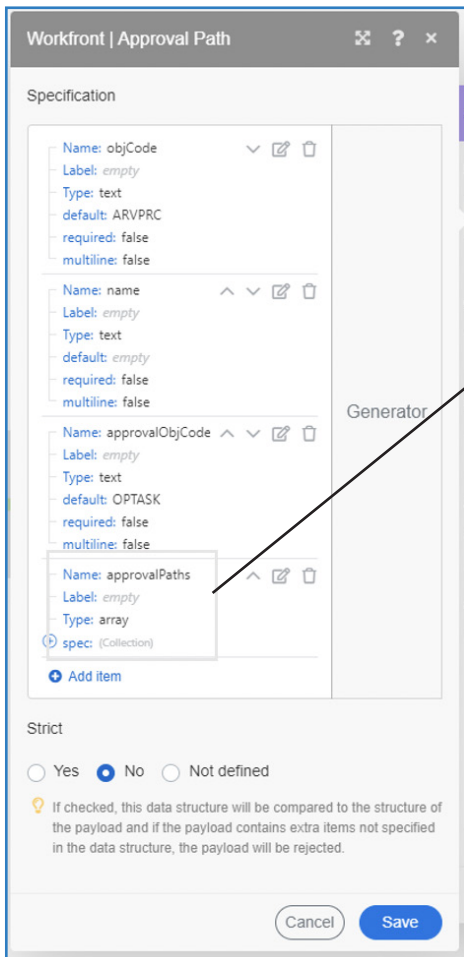 Workfront | Approval Path ? ×
Specification
Name: objCode
Label: empty
Type: text
default: ARVPRC
required: false
multiline: false
Name: name
Label: empty
Type: text
default: empty
required: false
multiline: false
Name: approvalObjCode
Label: empty
Type: text
default: OPTASK
required: false
multiline: false
Name: approvalPaths
Label: empty
Type: array
spec: (Collection)
Add item
Generator
Strict
Yes No Not defined
If checked, this data structure will be compared to the structure of
the payload and if the payload contains extra items not specified
in the data structure, the payload will be rejected.
Cancel Save